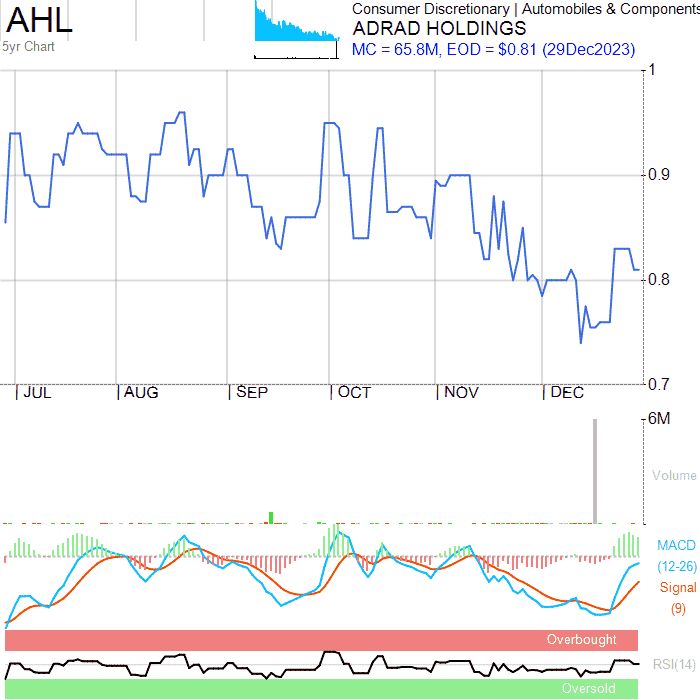 AHL
5yr Chart
Consumer Discretionary | Automobiles & Components
ADRAD HOLDINGS
MC = 65.8M, EOD = $0.81 (29Dec2023)
1
0.9
0.8
0.7
JUL AUG SEP OCT NOV DEC
6M
Volume
MACD
(12-26)
Signal
(9)
Overbought
RSI(14)
Oversold